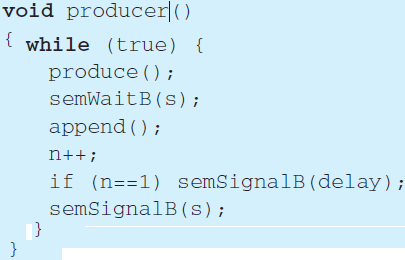 void producer()
{ while (true) {
produce();
semWaitB(s);
append();
n++;
if (n==1) semSignalB(delay);
semSignalB(s);
}
}